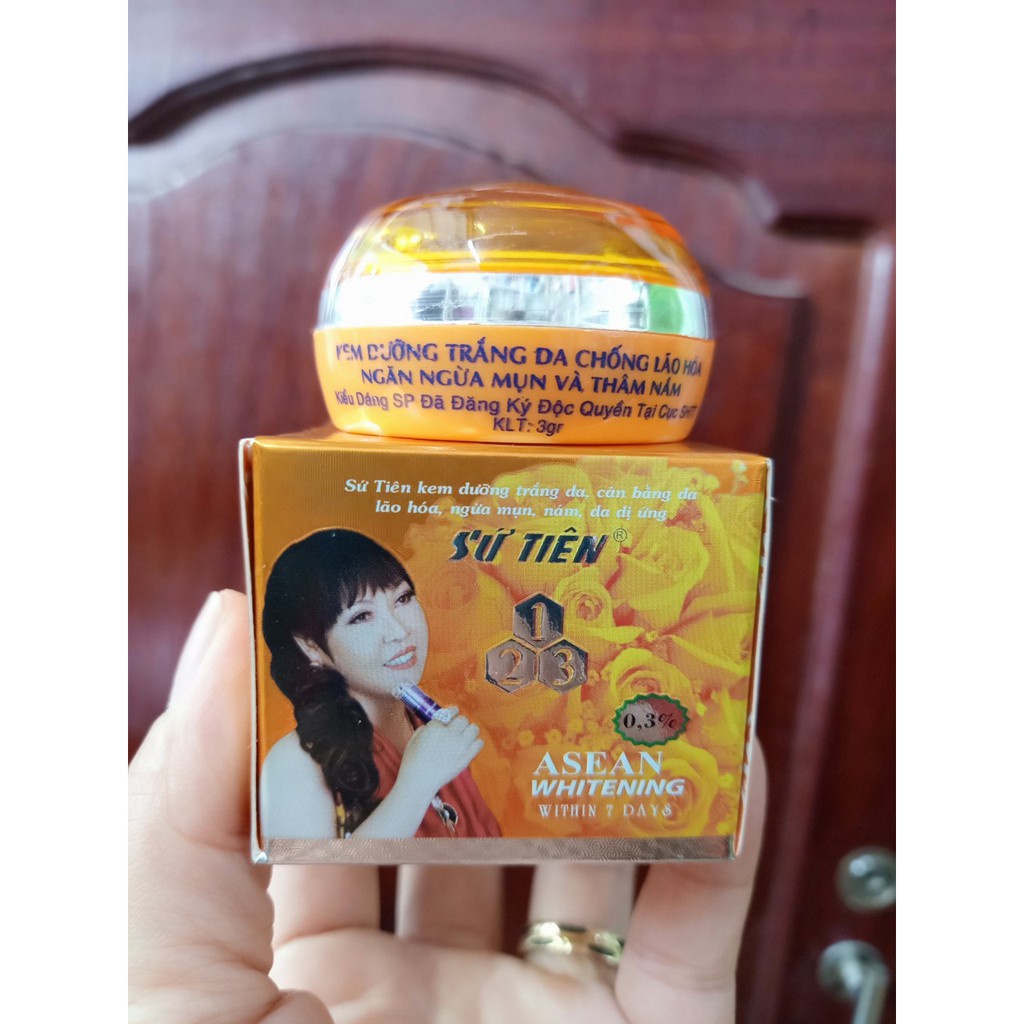 KEM DƯỠNG TRẮNG DA CHỐNG LÃO HÓA
NGĂN NGỪA MỤN VÀ THÂM NÁM
Kiểu Dáng SP Đã Đăng Ký Độc Quyền Tại Cục SHTT
KLT: 3gr
Sứ Tiên kem dưỡng trắng da, cân bằng da
lão hóa, ngừa mụn, nám, da dị ứng
SỨ TIÊN®
1
2 3
0,3%
ASEAN
WHITENING
WITHIN 7 DAYS